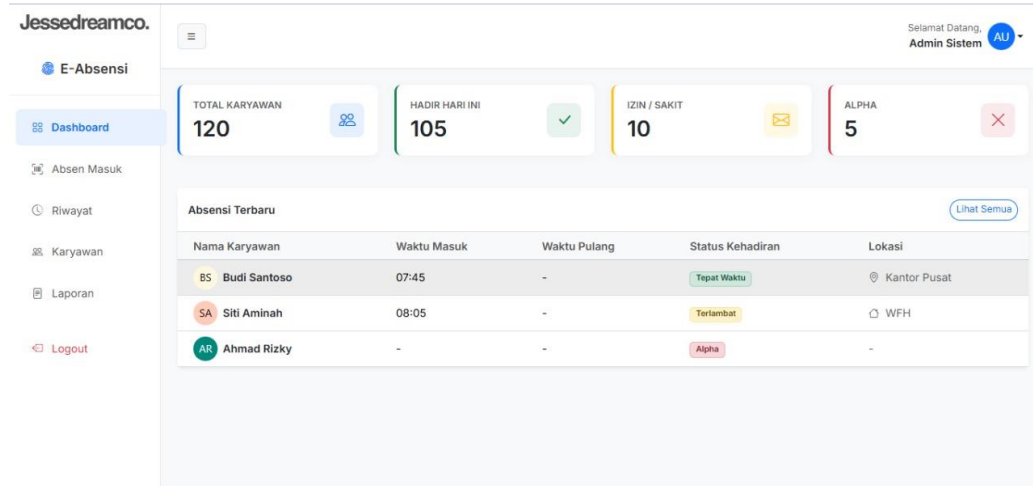 Jessedreamco.
Selamat Datang,
Admin Sistem
AU
E-Absensi
Dashboard
Absen Masuk
Riwayat
Karyawan
Laporan
Logout
TOTAL KARYAWAN
120
HADIR HARI INI
105
IZIN / SAKIT
10
ALPHA
5
Absensi Terbaru
Lihat Semua
Nama Karyawan Waktu Masuk Waktu Pulang Status Kehadiran Lokasi
BS Budi Santoso 07:45 - Tepat Waktu Kantor Pusat
SA Siti Aminah 08:05 - Terlambat WFH
AR Ahmad Rizky - - Alpha -